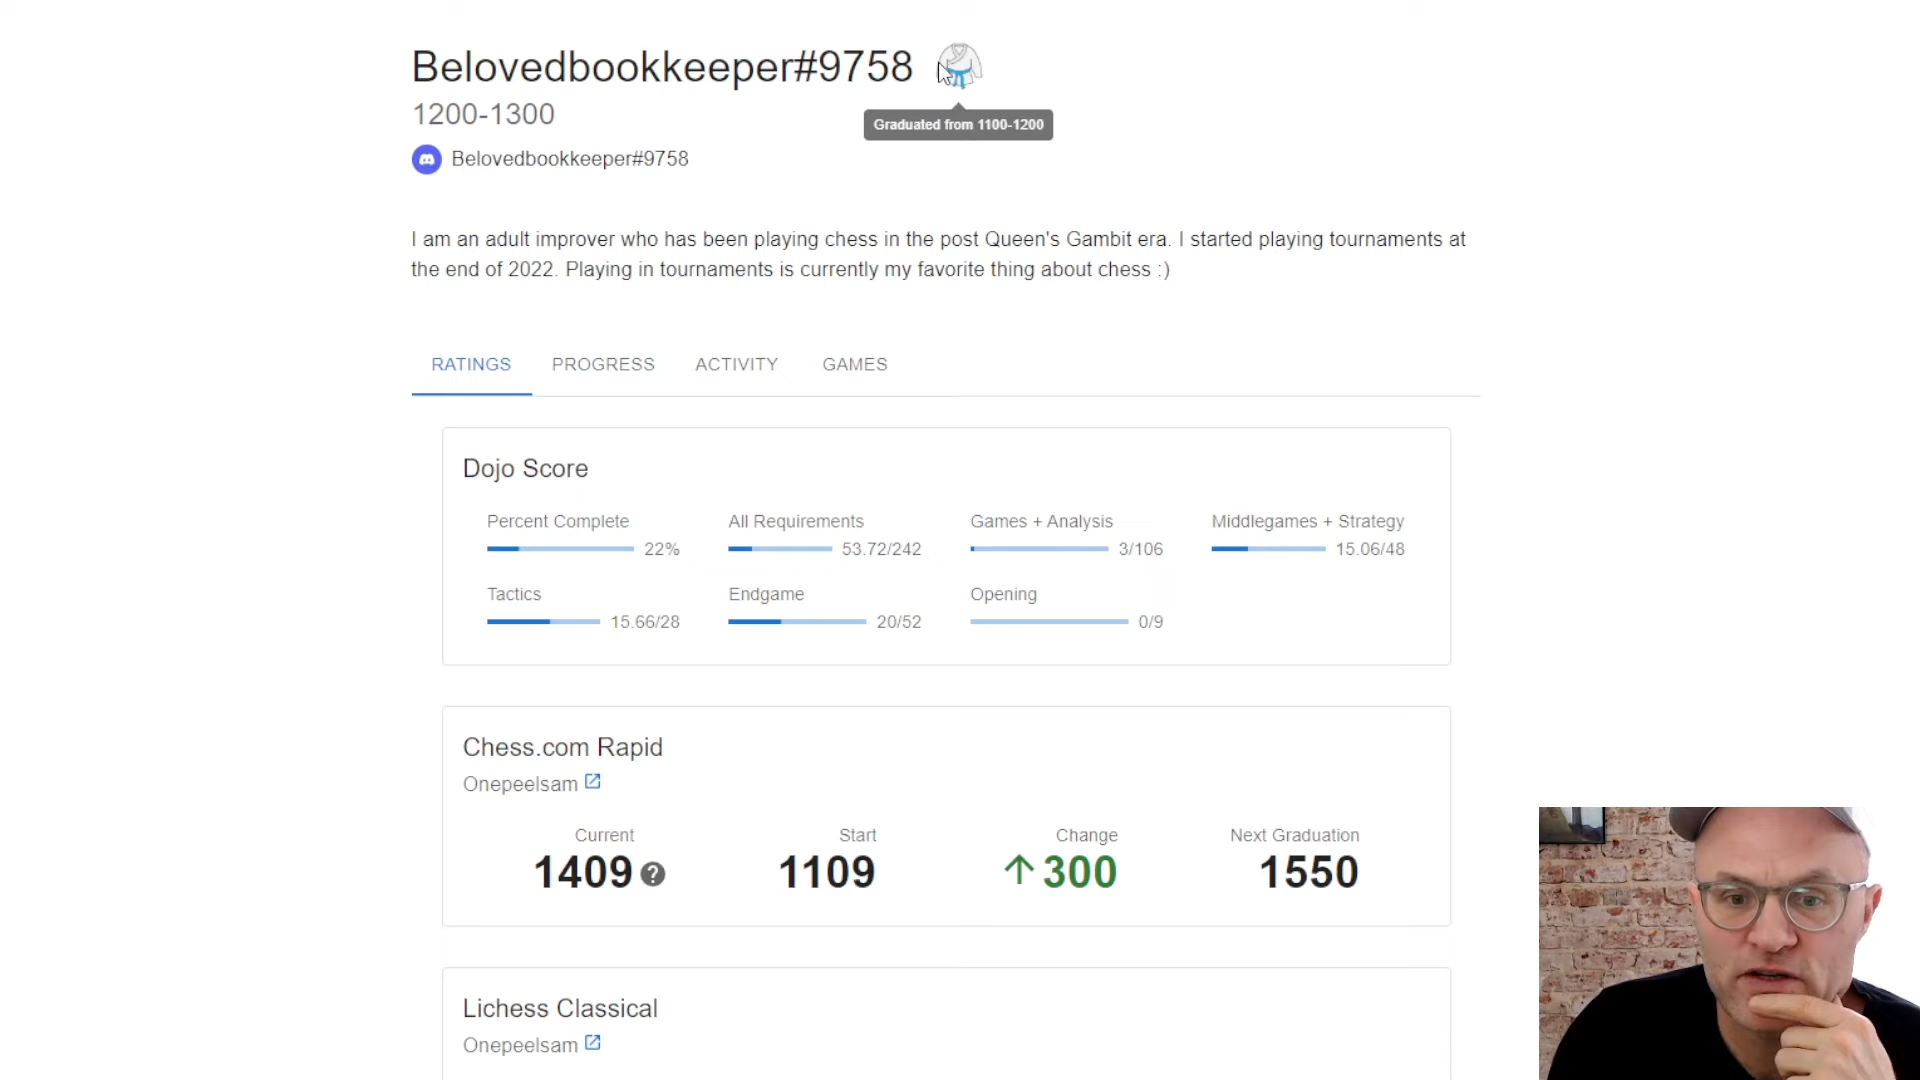 Belovedbookkeeper#9758
1200-1300
Graduated from 1100-1200
Belovedbookkeeper#9758
I am an adult improver who has been playing chess in the post Queen's Gambit era. I started playing tournaments at
the end of 2022. Playing in tournaments is currently my favorite thing about chess :)
RATINGS PROGRESS ACTIVITY GAMES
Dojo Score
Percent Complete All Requirements Games + Analysis Middlegames + Strategy
22% 53.72/242 3/106 15.06/48
Tactics Endgame Opening
15.66/28 20/52 0/9
Chess.com Rapid
Onepeelsam
Current Start Change Next Graduation
1409 ? 1109 ↑300 1550
Lichess Classical
Onepeelsam